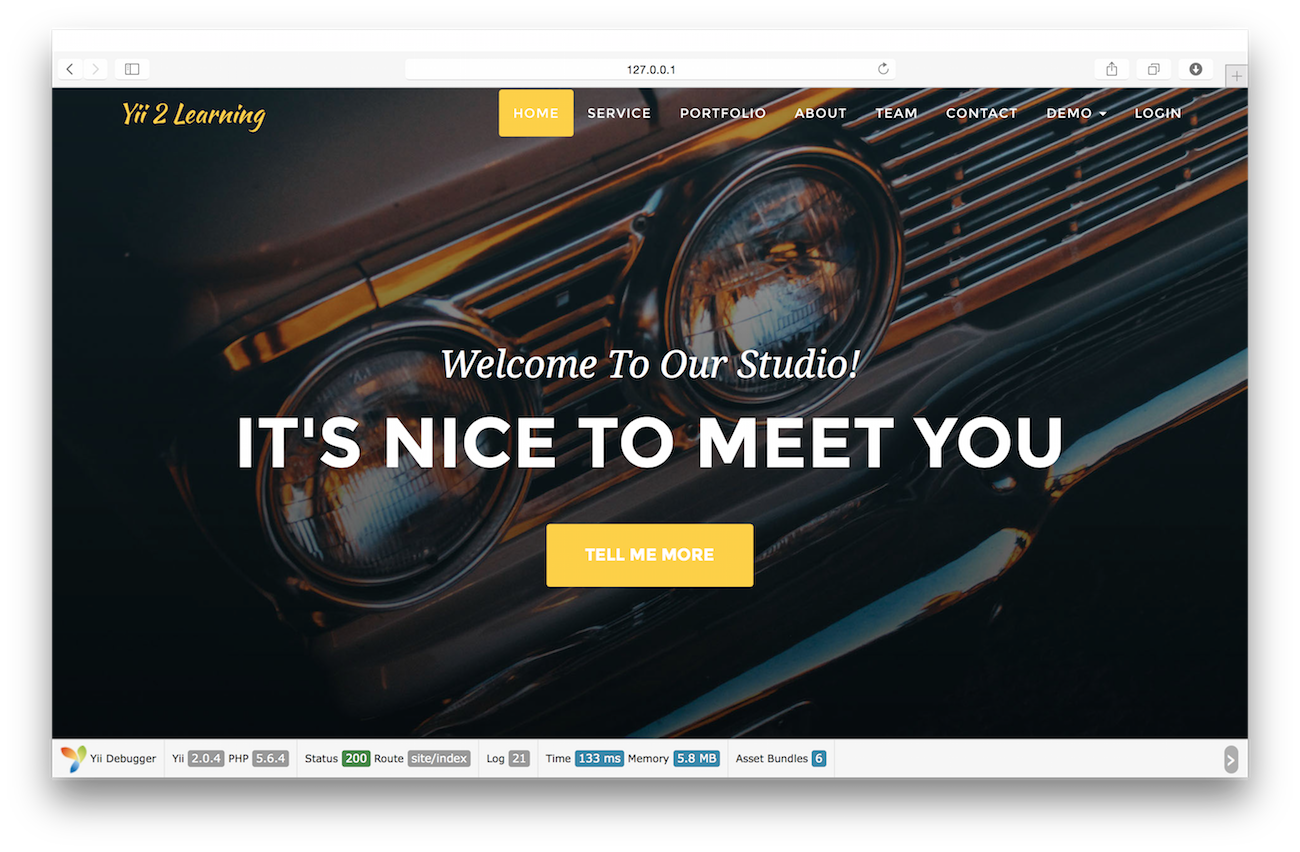 127.0.0.1
Yii 2 Learning
HOME SERVICE PORTFOLIO ABOUT TEAM CONTACT DEMO LOGIN
Welcome To Our Studio!
IT'S NICE TO MEET YOU
TELL ME MORE
Yii Debugger Yii 2.0.4 PHP 5.6.4 Status 200 Route site/index Log 21 Time 133 ms Memory 5.8 MB Asset Bundles 6